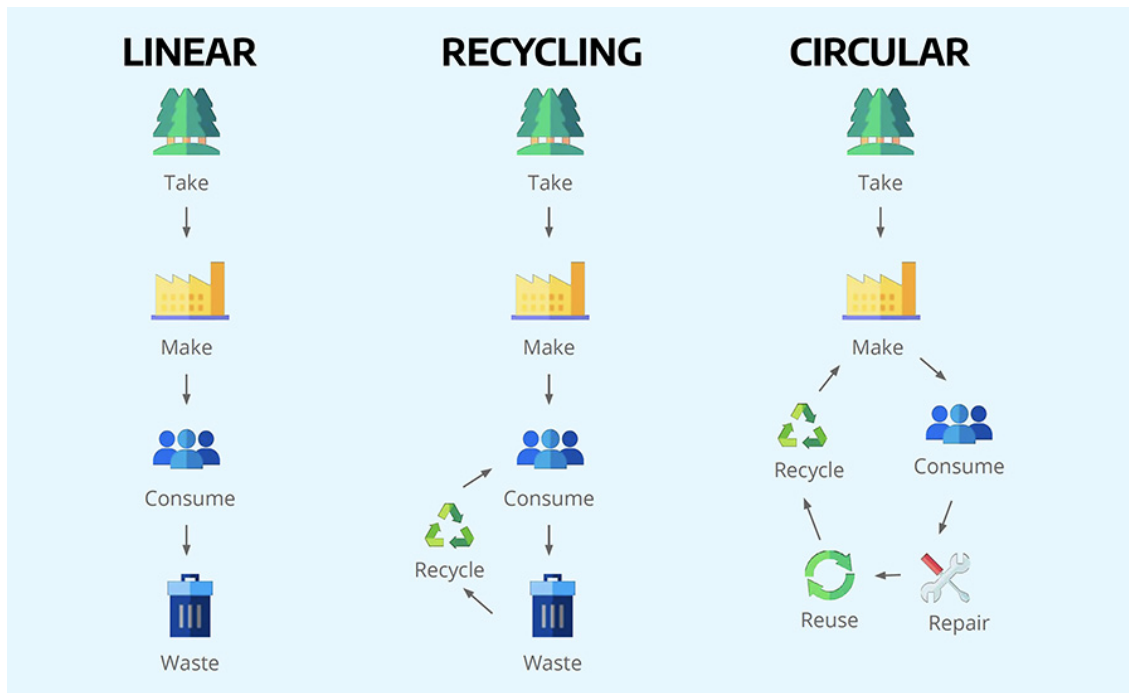 LINEAR
Take
Make
Consume
Waste
RECYCLING
Take
Make
Consume
Recycle
Waste
CIRCULAR
Take
Make
Consume
Repair
Reuse
Recycle